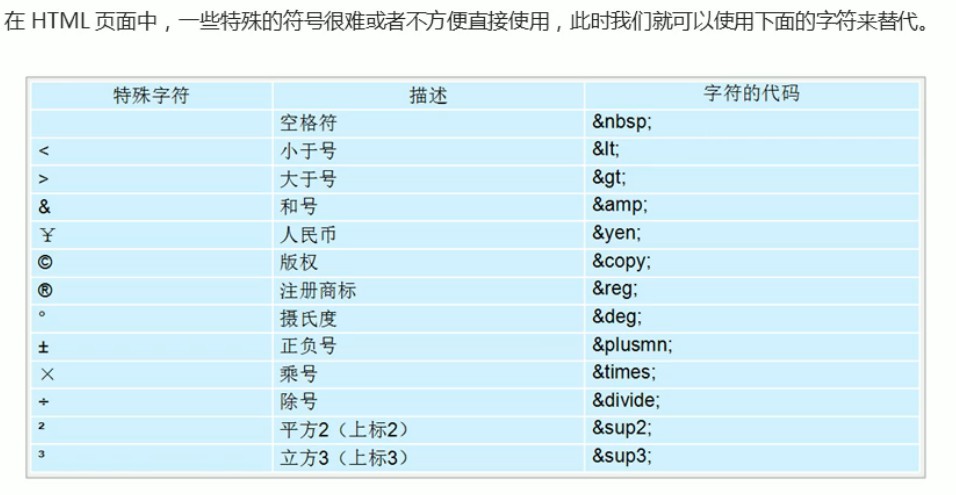 在 HTML 页面中，一些特殊的符号很难或者不方便直接使用，此时我们就可以使用下面的字符来替代。
特殊字符 描述 字符的代码
空格符 &nbsp;
< 小于号 &lt;
> 大于号 &gt;
& 和号 &amp;
￥ 人民币 &yen;
© 版权 &copy;
® 注册商标 &reg;
° 摄氏度 &deg;
± 正负号 &plusmn;
× 乘号 &times;
÷ 除号 &divide;
² 平方2（上标2） &sup2;
³ 立方3（上标3） &sup3;